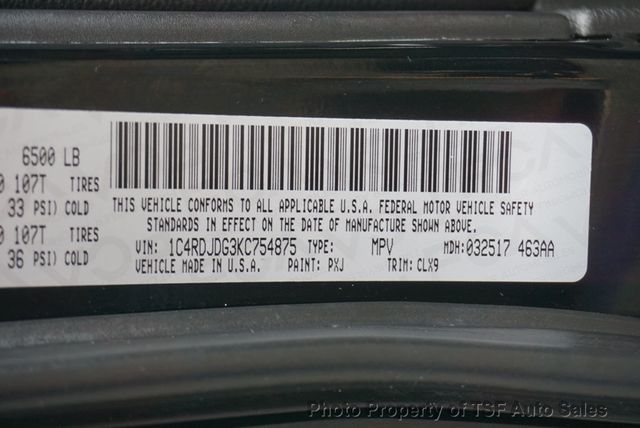 6500 LB
0 107T TIRES
33 PSI) COLD
0 107T TIRES
36 PSI) COLD
THIS VEHICLE CONFORMS TO ALL APPLICABLE U.S.A. FEDERAL MOTOR VEHICLE SAFETY
STANDARDS IN EFFECT ON THE DATE OF MANUFACTURE SHOWN ABOVE.
VIN: 1C4RDJDG3KC754875 TYPE: MPV MDH:032517 463AA
VEHICLE MADE IN U.S.A. PAINT: PXJ TRIM: CLX9
Photo Property of TSF Auto Sales